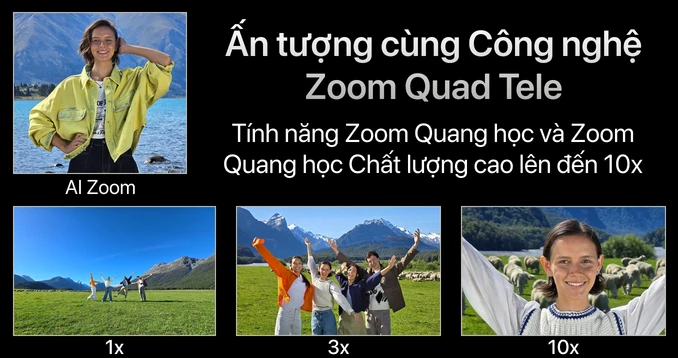 Ấn tượng cùng Công nghệ
Zoom Quad Tele
Tính năng Zoom Quang học và Zoom
Quang học Chất lượng cao lên đến 10x
AI Zoom
1x
3x
10x